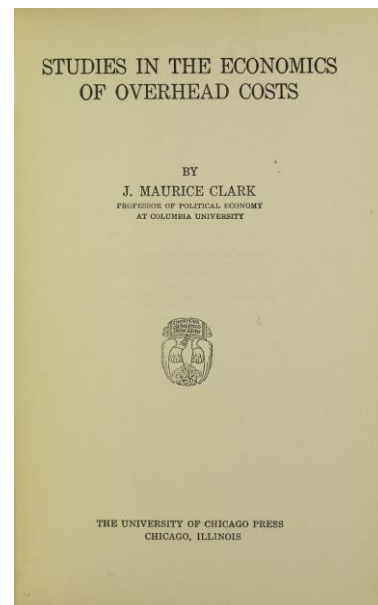 STUDIES IN THE ECONOMICS
OF OVERHEAD COSTS
BY
J. MAURICE CLARK
PROFESSOR OF POLITICAL ECONOMY
AT COLUMBIA UNIVERSITY
THE UNIVERSITY OF CHICAGO PRESS
CHICAGO, ILLINOIS